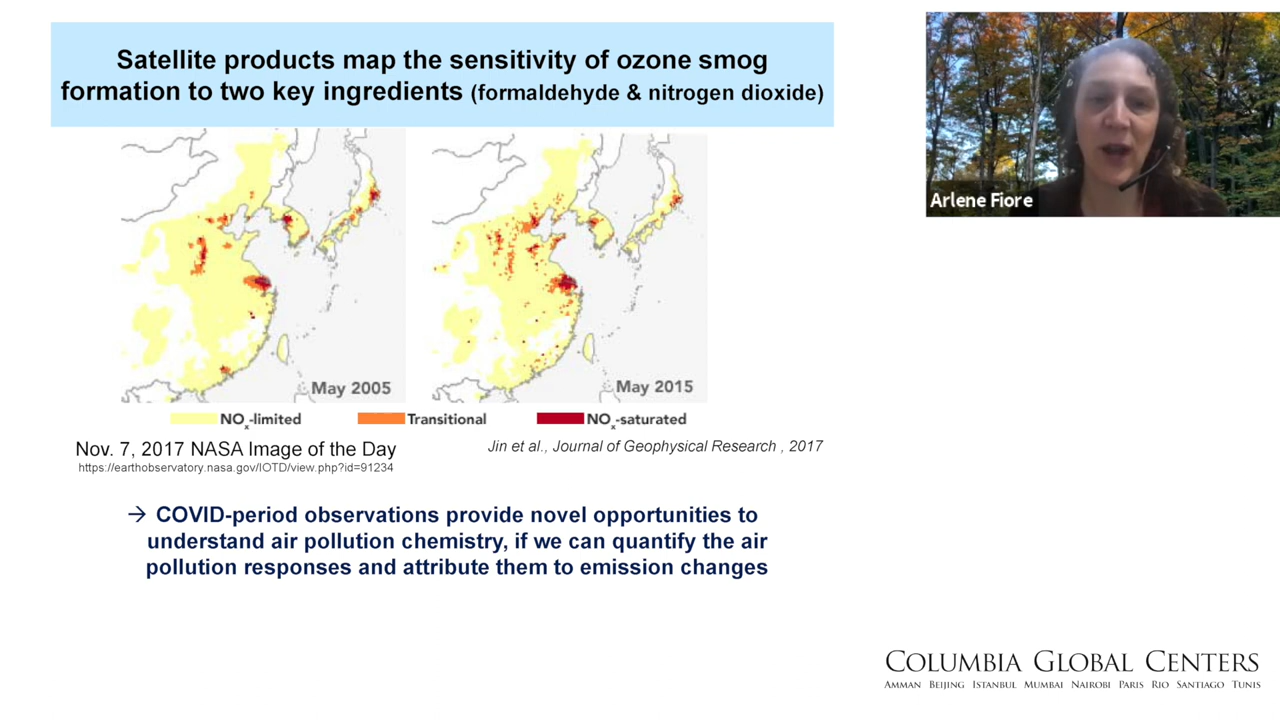 Satellite products map the sensitivity of ozone smog
formation to two key ingredients (formaldehyde & nitrogen dioxide)
Arlene Fiore
May 2005
May 2015
NOx-limited
Transitional
NOx-saturated
Nov. 7, 2017 NASA Image of the Day
https://earthobservatory.nasa.gov/IOTD/view.php?id=91234
Jin et al., Journal of Geophysical Research , 2017
→ COVID-period observations provide novel opportunities to
understand air pollution chemistry, if we can quantify the air
pollution responses and attribute them to emission changes
COLUMBIA GLOBAL CENTERS
AMMAN BEIJING ISTANBUL MUMBAI NAIROBI PARIS RIO SANTIAGO TUNIS